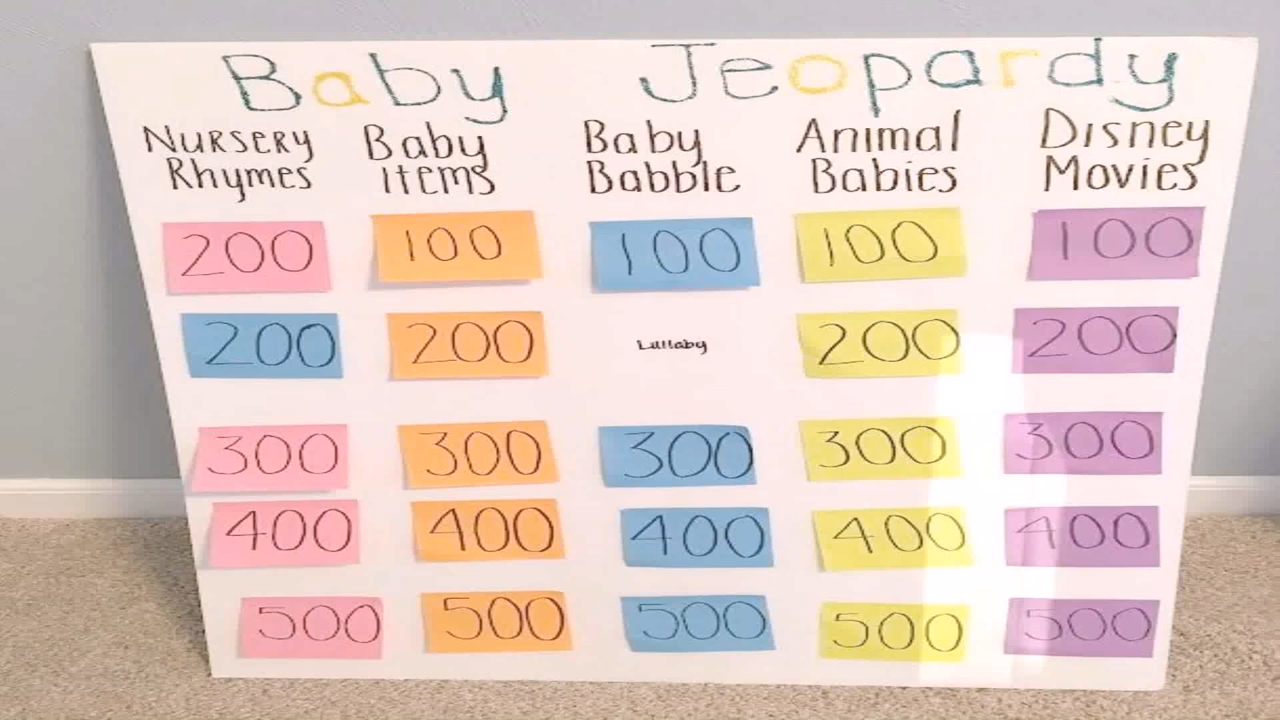 Baby Jeopardy
Nursery Rhymes Baby Items Baby Babble Animal Babies Disney Movies
200 100 100 100 100
200 200 Lullaby 200 200
300 300 300 300 300
400 400 400 400 400
500 500 500 500 500